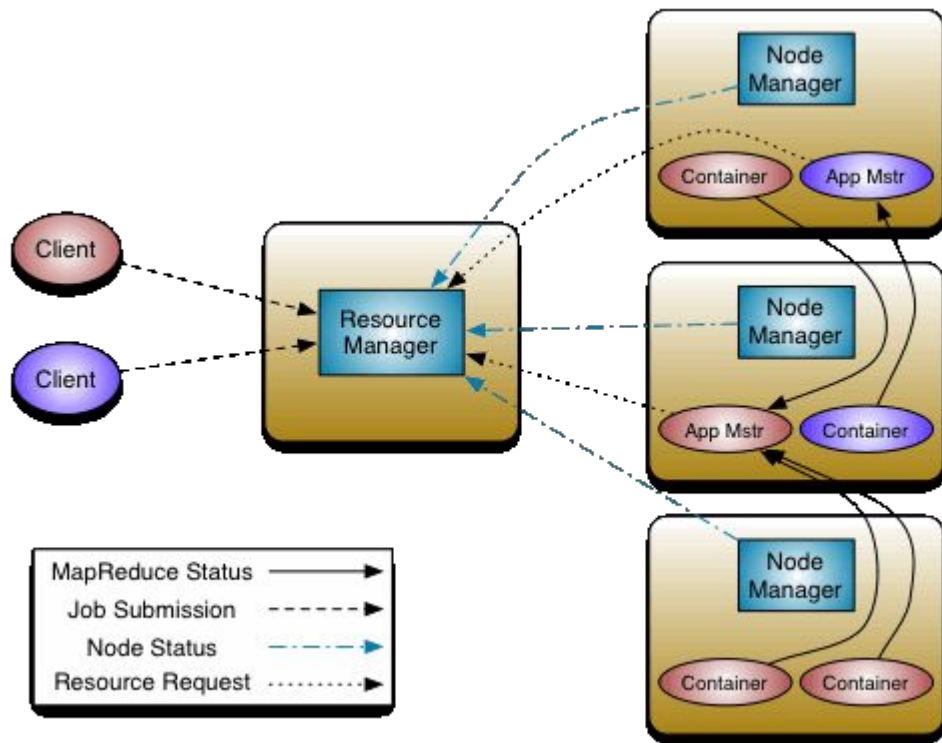 Node
Manager
Container
App Mstr
Client
Client
Resource
Manager
Node
Manager
App Mstr
Container
Node
Manager
Container
Container
MapReduce Status
Job Submission
Node Status
Resource Request